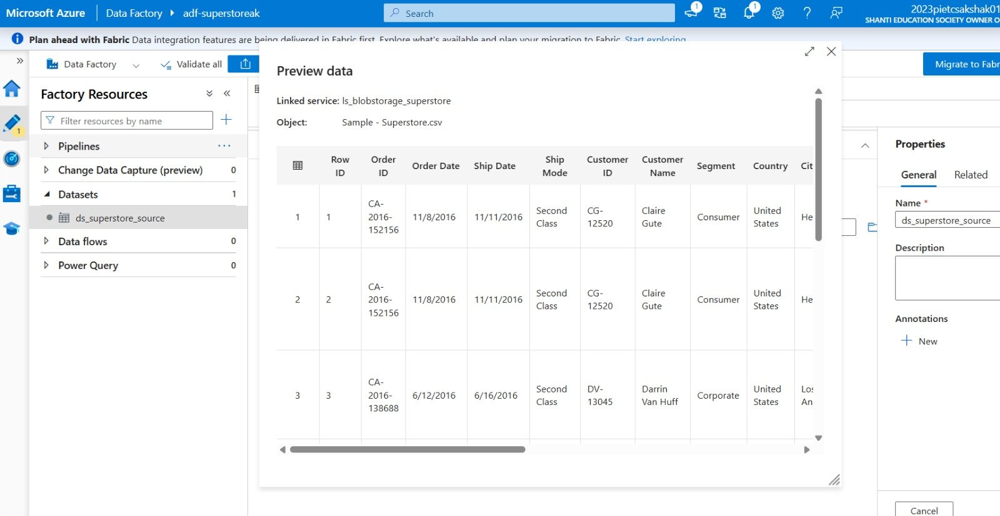 Microsoft Azure Data Factory adf-superstoreak Search 1 1 2023pietcsakshak01
SHANTI EDUCATION SOCIETY OWNER O
Plan ahead with Fabric Data integration features are being delivered in Fabric first. Explore what's available and plan your migration to Fabric. Start exploring
Data Factory Validate all Migrate to Fabr
Factory Resources
Filter resources by name
1
Pipelines
Change Data Capture (preview) 0
Datasets 1
ds_superstore_source
Data flows 0
Power Query 0
Preview data
Linked service: ls_blobstorage_superstore
Object: Sample - Superstore.csv
Row ID Order ID Order Date Ship Date Ship Mode Customer ID Customer Name Segment Country Cit
1 1 CA-2016-152156 11/8/2016 11/11/2016 Second Class CG-12520 Claire Gute Consumer United States He
2 2 CA-2016-152156 11/8/2016 11/11/2016 Second Class CG-12520 Claire Gute Consumer United States He
3 3 CA-2016-138688 6/12/2016 6/16/2016 Second Class DV-13045 Darrin Van Huff Corporate United States Los An
Properties
General Related
Name *
ds_superstore_source
Description
Annotations
New
Cancel